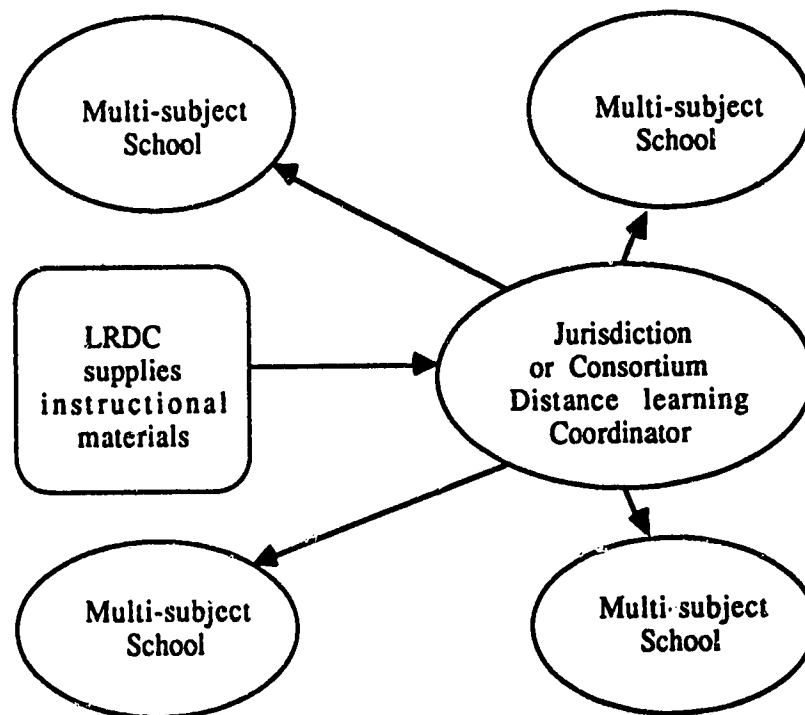 Multi-subject
School
Multi-subject
School
LRDC
supplies
instructional
materials
Jurisdiction
or Consortium
Distance learning
Coordinator
Multi-subject
School
Multi-subject
School